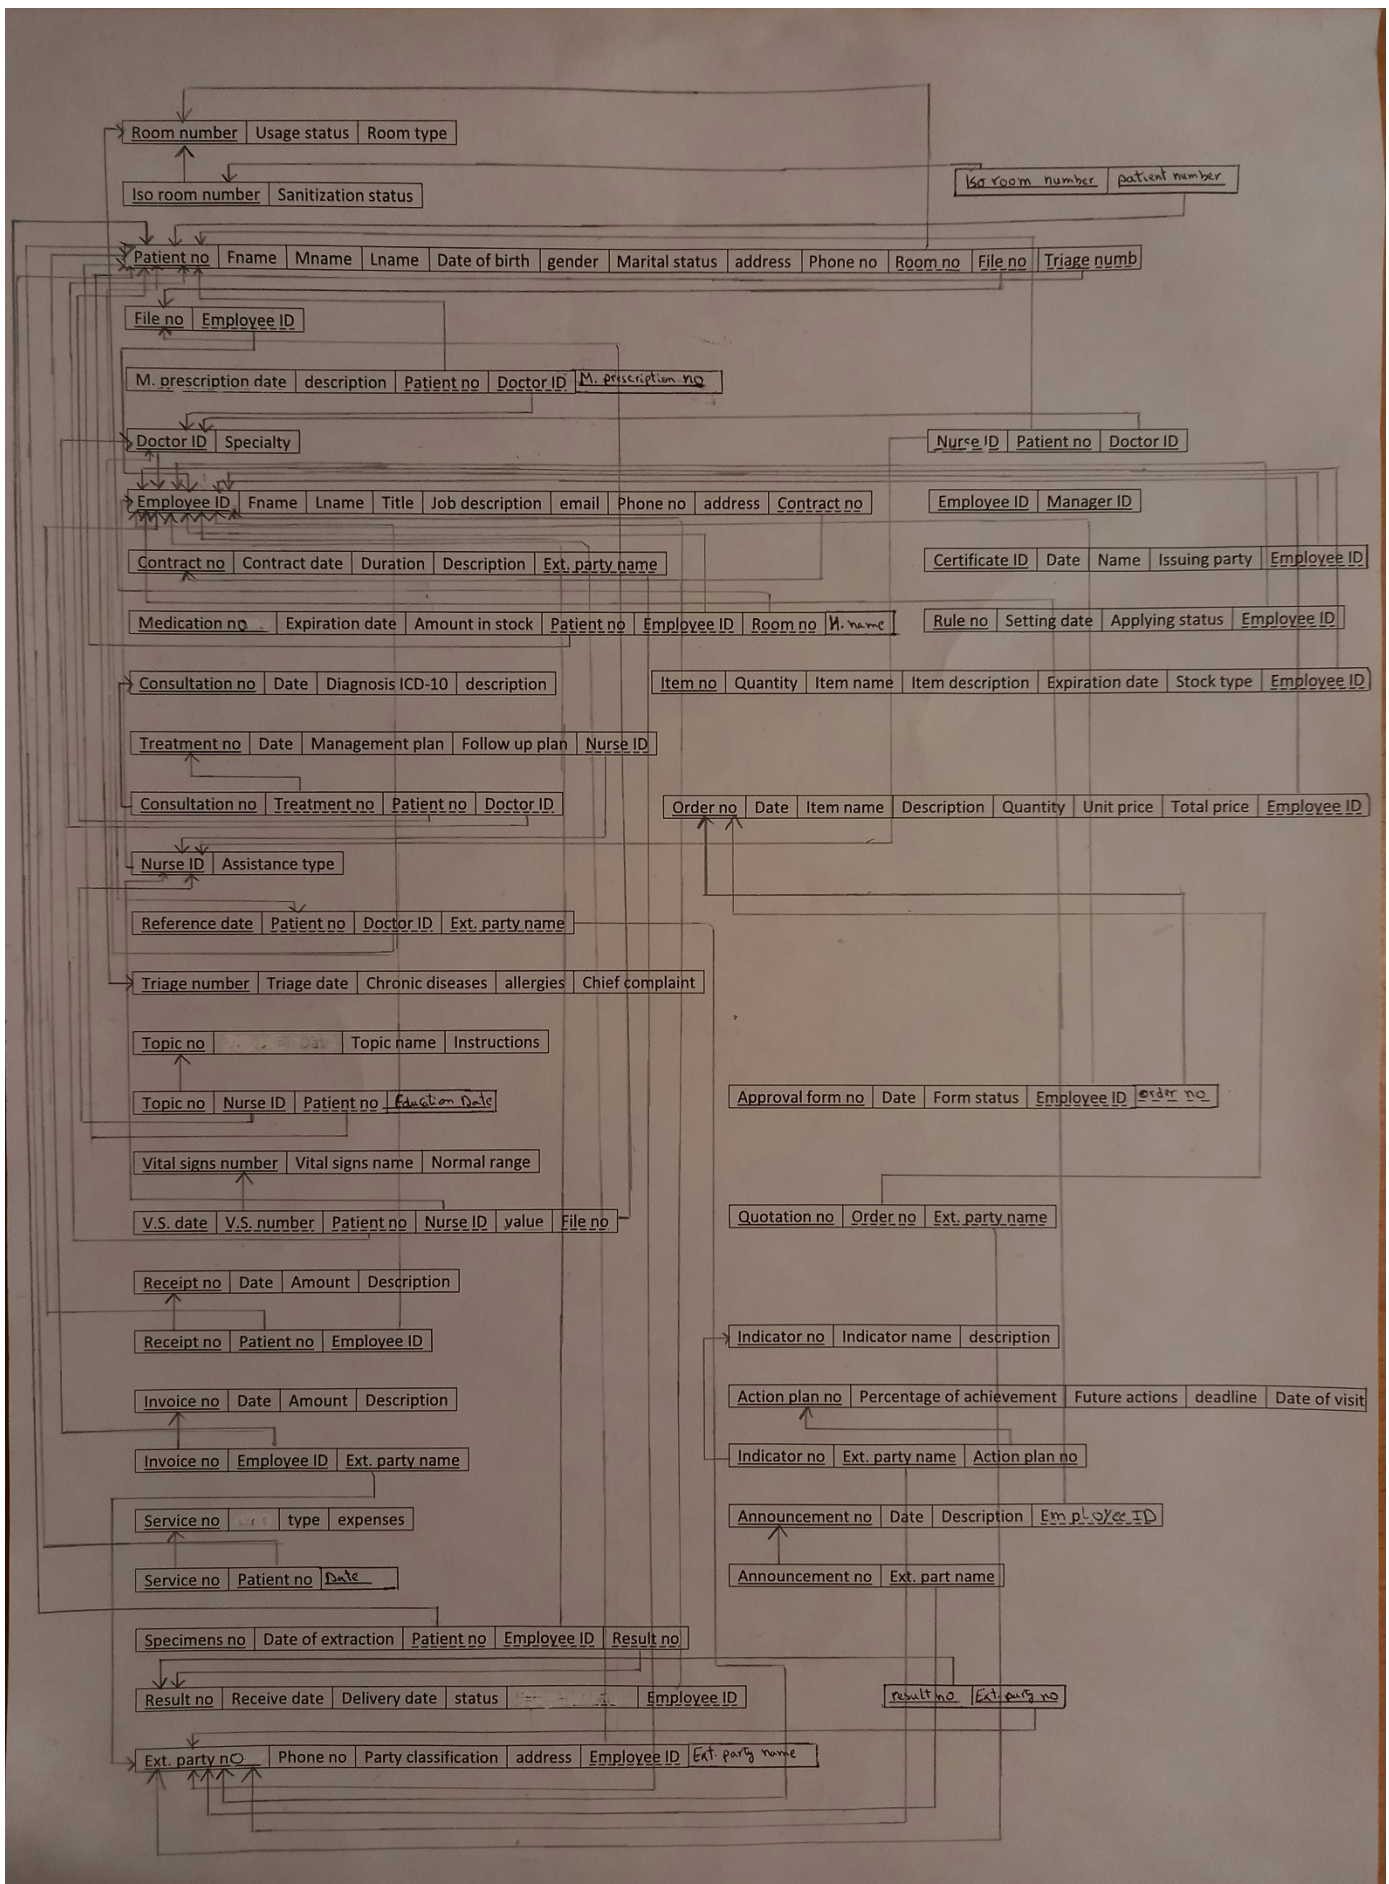 Room number Usage status Room type
Iso room number Sanitization status
Iso room number patient number
Patient no Fname Mname Lname Date of birth gender Marital status address Phone no Room no File no Triage numb
File no Employee ID
M. prescription date description Patient no Doctor ID M. prescription no
Doctor ID Specialty
Nurse ID Patient no Doctor ID
Employee ID Fname Lname Title Job description email Phone no address Contract no
Employee ID Manager ID
Contract no Contract date Duration Description Ext. party name
Certificate ID Date Name Issuing party Employee ID
Medication no Expiration date Amount in stock Patient no Employee ID Room no M. name
Rule no Setting date Applying status Employee ID
Consultation no Date Diagnosis ICD-10 description
Item no Quantity Item name Item description Expiration date Stock type Employee ID
Treatment no Date Management plan Follow up plan Nurse ID
Consultation no Treatment no Patient no Doctor ID
Order no Date Item name Description Quantity Unit price Total price Employee ID
Nurse ID Assistance type
Reference date Patient no Doctor ID Ext. party name
Triage number Triage date Chronic diseases allergies Chief complaint
Topic no Topic name Instructions
Topic no Nurse ID Patient no Eduction Date
Approval form no Date Form status Employee ID order no
Vital signs number Vital signs name Normal range
V.S. date V.S. number Patient no Nurse ID value File no
Quotation no Order no Ext. party name
Receipt no Date Amount Description
Receipt no Patient no Employee ID
Indicator no Indicator name description
Invoice no Date Amount Description
Action plan no Percentage of achievement Future actions deadline Date of visit
Invoice no Employee ID Ext. party name
Indicator no Ext. party name Action plan no
Service no type expenses
Announcement no Date Description Employee ID
Service no Patient no Date
Announcement no Ext. part name
Specimens no Date of extraction Patient no Employee ID Result no
Result no Receive date Delivery date status Employee ID
result no Ext. party no
Ext. party no Phone no Party classification address Employee ID Ext. party name